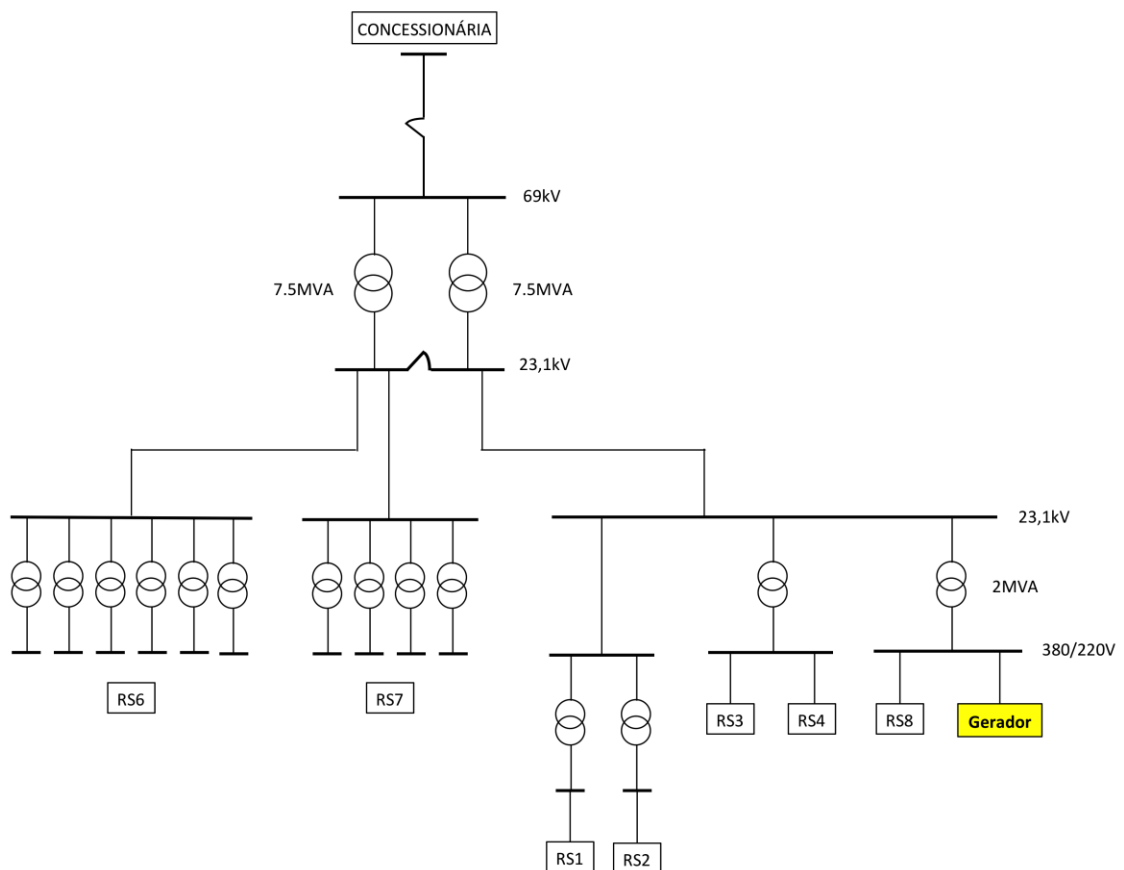 CONCESSIONÁRIA
69kV
7.5MVA
7.5MVA
23,1kV
23,1kV
2MVA
380/220V
RS6
RS7
RS3
RS4
RS8
Gerador
RS1
RS2